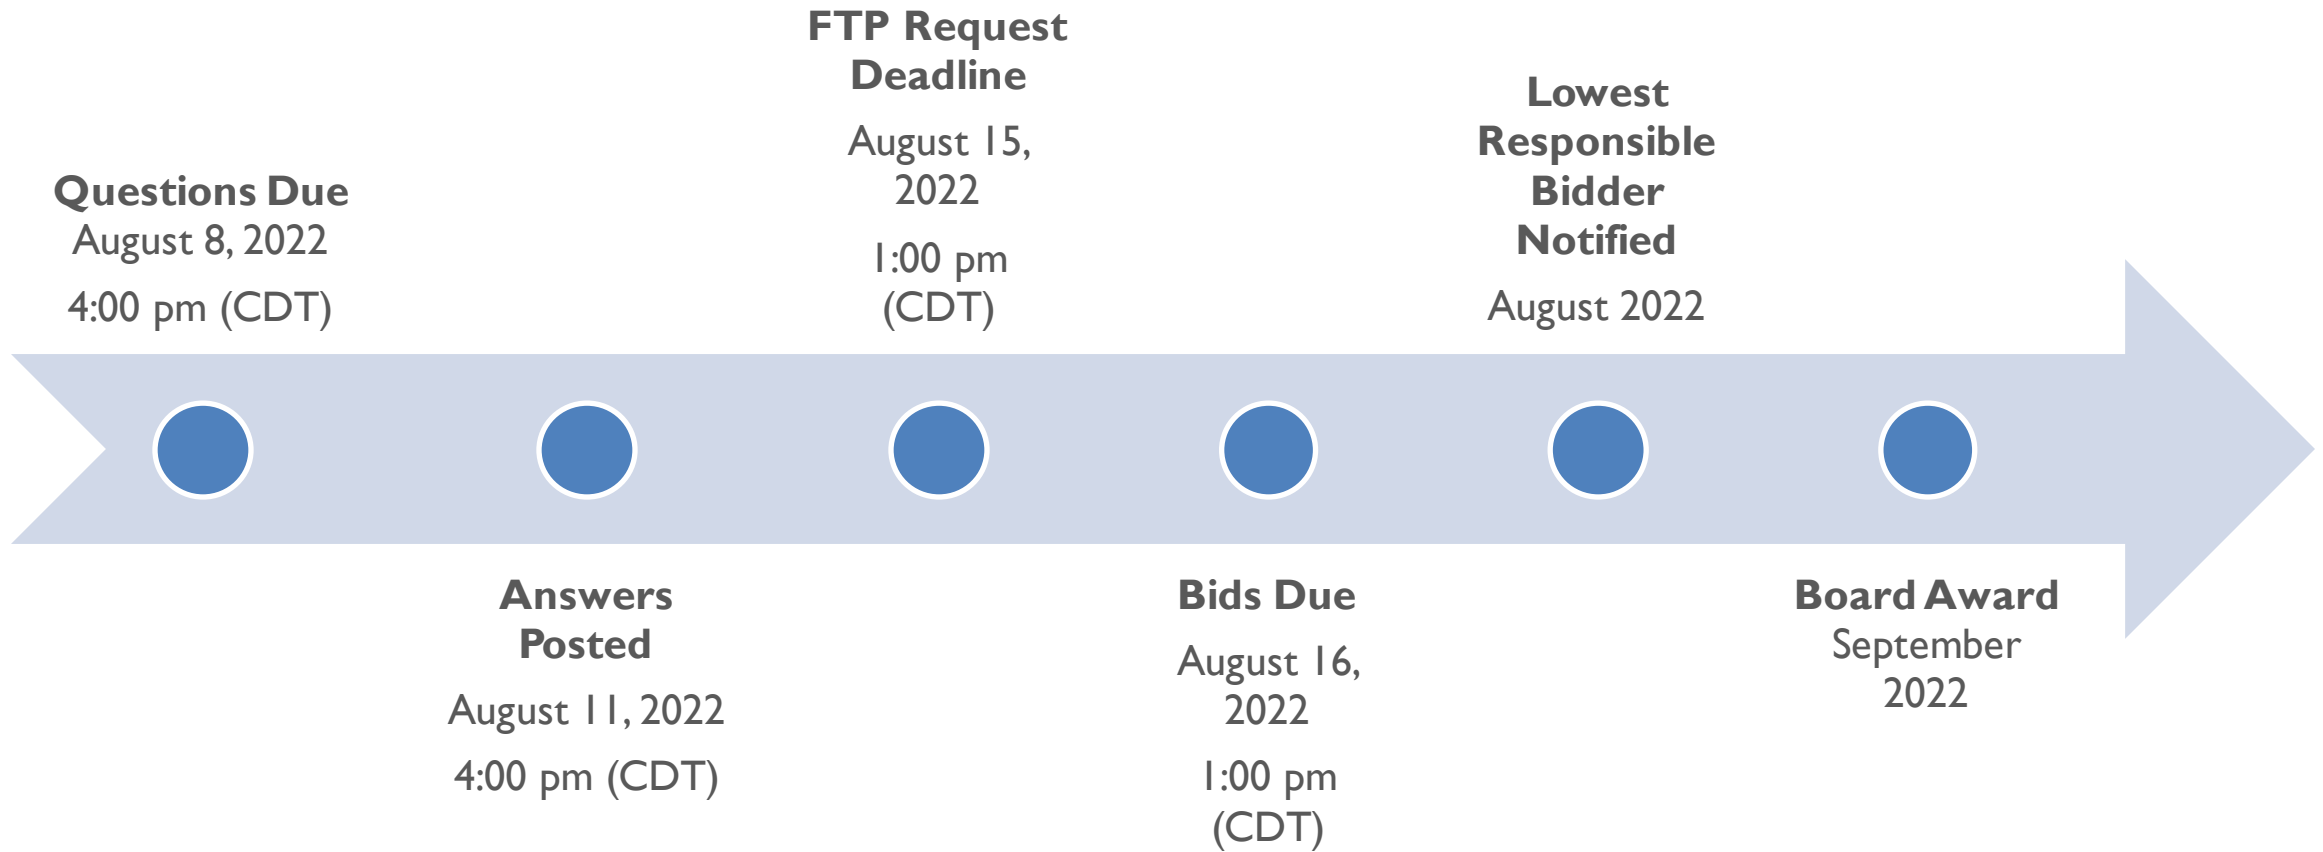 Questions Due
August 8, 2022
4:00 pm (CDT)
Answers
Posted
August 11, 2022
4:00 pm (CDT)
FTP Request
Deadline
August 15,
2022
1:00 pm
(CDT)
Bids Due
August 16,
2022
1:00 pm
(CDT)
Lowest
Responsible
Bidder
Notified
August 2022
Board Award
September
2022